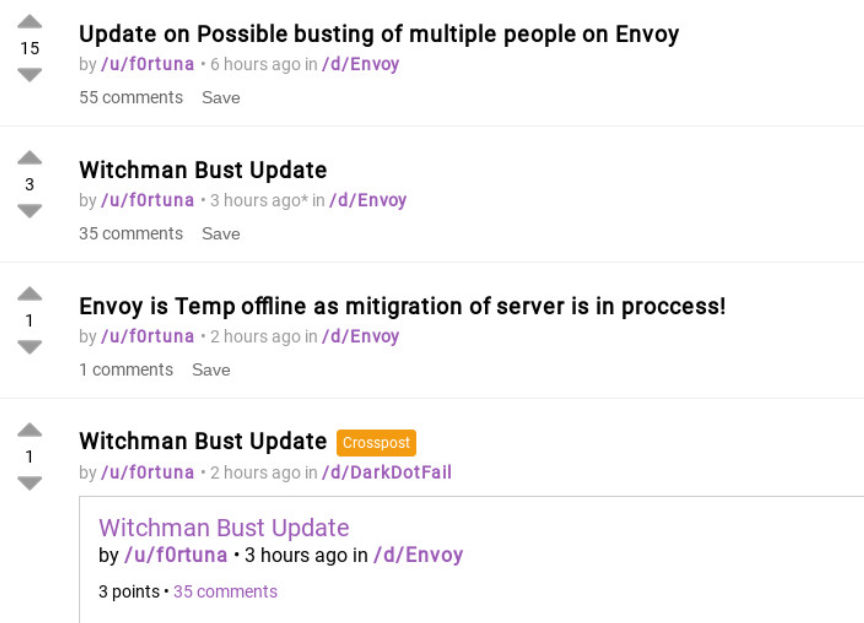 Update on Possible busting of multiple people on Envoy
15
by /u/f0rtuna • 6 hours ago in /d/Envoy
55 comments Save
Witchman Bust Update
3
by /u/f0rtuna • 3 hours ago* in /d/Envoy
35 comments Save
Envoy is Temp offline as mitigration of server is in proccess!
1
by /u/f0rtuna • 2 hours ago in /d/Envoy
1 comments Save
Witchman Bust Update Crosspost
1
by /u/f0rtuna • 2 hours ago in /d/DarkDotFail
Witchman Bust Update
by /u/f0rtuna • 3 hours ago in /d/Envoy
3 points • 35 comments